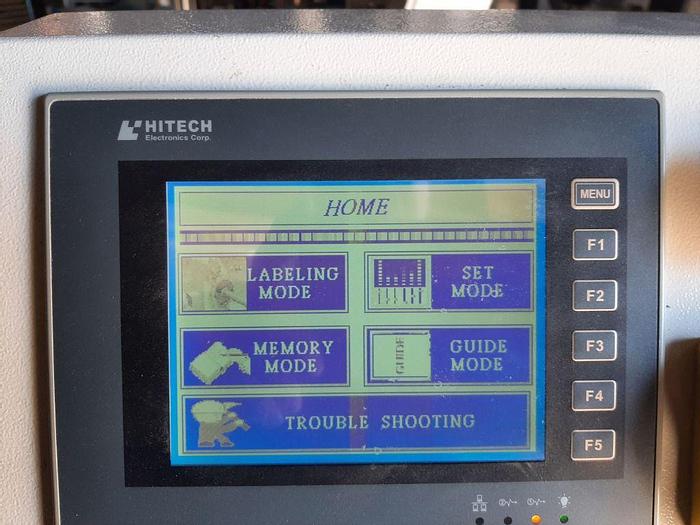 HITECH
Electronics Corp.
HOME
MENU
F1
LABELING
MODE
SET
MODE
F2
MEMORY
MODE
GUIDE
GUIDE
MODE
F3
TROUBLE SHOOTING
F4
F5